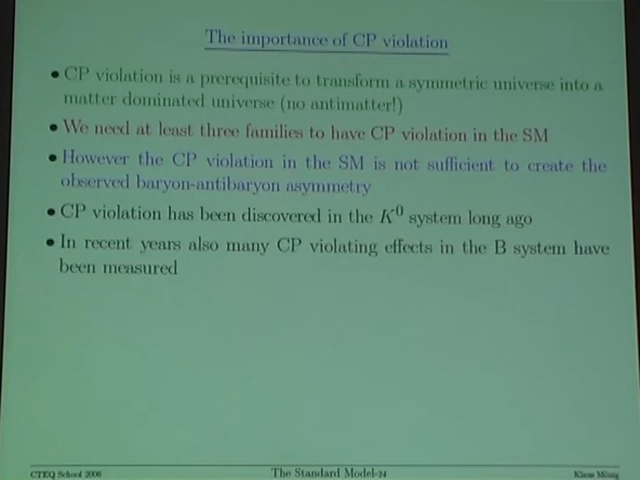 The importance of CP violation
• CP violation is a prerequisite to transform a symmetric universe into a
matter dominated universe (no antimatter!)
• We need at least three families to have CP violation in the SM
• However the CP violation in the SM is not sufficient to create the
observed baryon-antibaryon asymmetry
• CP violation has been discovered in the K⁰ system long ago
• In recent years also many CP violating effects in the B system have
been measured
CTEQ School 2006
The Standard Model-24
Klaus Mönig